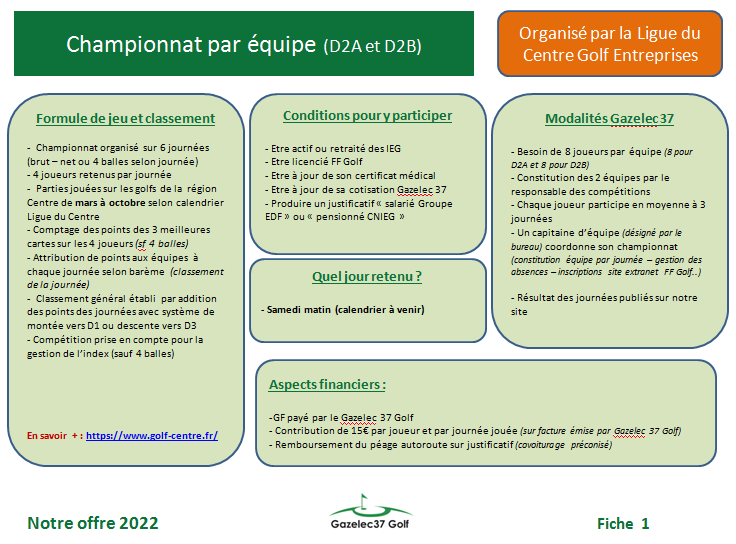 Championnat par équipe (D2A et D2B)
Organisé par la Ligue du
Centre Golf Entreprises
Formule de jeu et classement
- Championnat organisé sur 6 journées
(brut – net ou 4 balles selon journée)
- 4 joueurs retenus par journée
- Parties jouées sur les golfs de la région
Centre de mars à octobre selon calendrier
Ligue du Centre
- Comptage des points des 3 meilleures
cartes sur les 4 joueurs (sf 4 balles)
- Attribution de points aux équipes à
chaque journée selon barème (classement
de la journée)
- Classement général établi par addition
des points des journées avec système de
montée vers D1 ou descente vers D3
- Compétition prise en compte pour la
gestion de l'index (sauf 4 balles)
En savoir + : https://www.golf-centre.fr/
Conditions pour y participer
- Etre actif ou retraité des IEG
- Etre licencié FF Golf
- Etre à jour de son certificat médical
- Etre à jour de sa cotisation Gazelec 37
- Produire un justificatif « salarié Groupe
EDF » ou « pensionné CNIEG »
Quel jour retenu ?
- Samedi matin (calendrier à venir)
Modalités Gazelec 37
- Besoin de 8 joueurs par équipe (8 pour
D2A et 8 pour D2B)
- Constitution des 2 équipes par le
responsable des compétitions
- Chaque joueur participe en moyenne à 3
journées
- Un capitaine d'équipe (désigné par le
bureau) coordonne son championnat
(constitution équipe par journée – gestion des
absences – inscriptions site extranet FF Golf..)
- Résultat des journées publiés sur notre
site
Aspects financiers :
-GF payé par le Gazelec 37 Golf
- Contribution de 15€ par joueur et par journée jouée (sur facture émise par Gazelec 37 Golf)
- Remboursement du péage autoroute sur justificatif (covoiturage préconisé)
Notre offre 2022
Gazelec37 Golf
Fiche 1